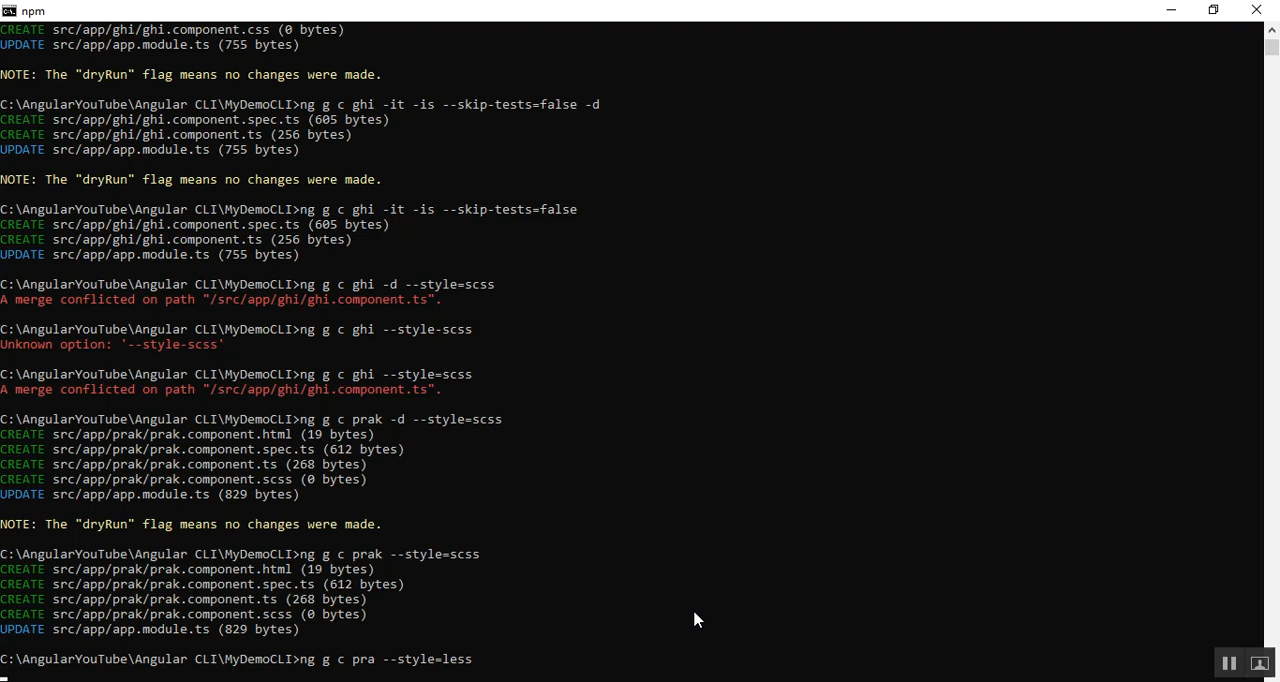 npm
CREATE src/app/ghi/ghi.component.css (0 bytes)
UPDATE src/app/app.module.ts (755 bytes)
NOTE: The "dryRun" flag means no changes were made.
C:\AngularYouTube\Angular CLI\MyDemoCLI>ng g c ghi -it -is --skip-tests=false -d
CREATE src/app/ghi/ghi.component.spec.ts (605 bytes)
CREATE src/app/ghi/ghi.component.ts (256 bytes)
UPDATE src/app/app.module.ts (755 bytes)
NOTE: The "dryRun" flag means no changes were made.
C:\AngularYouTube\Angular CLI\MyDemoCLI>ng g c ghi -it -is --skip-tests=false
CREATE src/app/ghi/ghi.component.spec.ts (605 bytes)
CREATE src/app/ghi/ghi.component.ts (256 bytes)
UPDATE src/app/app.module.ts (755 bytes)
C:\AngularYouTube\Angular CLI\MyDemoCLI>ng g c ghi -d --style=scss
A merge conflicted on path "/src/app/ghi/ghi.component.ts".
C:\AngularYouTube\Angular CLI\MyDemoCLI>ng g c ghi --style-scss
Unknown option: '--style-scss'
C:\AngularYouTube\Angular CLI\MyDemoCLI>ng g c ghi --style=scss
A merge conflicted on path "/src/app/ghi/ghi.component.ts".
C:\AngularYouTube\Angular CLI\MyDemoCLI>ng g c prak -d --style=scss
CREATE src/app/prak/prak.component.html (19 bytes)
CREATE src/app/prak/prak.component.spec.ts (612 bytes)
CREATE src/app/prak/prak.component.ts (268 bytes)
CREATE src/app/prak/prak.component.scss (0 bytes)
UPDATE src/app/app.module.ts (829 bytes)
NOTE: The "dryRun" flag means no changes were made.
C:\AngularYouTube\Angular CLI\MyDemoCLI>ng g c prak --style=scss
CREATE src/app/prak/prak.component.html (19 bytes)
CREATE src/app/prak/prak.component.spec.ts (612 bytes)
CREATE src/app/prak/prak.component.ts (268 bytes)
CREATE src/app/prak/prak.component.scss (0 bytes)
UPDATE src/app/app.module.ts (829 bytes)
C:\AngularYouTube\Angular CLI\MyDemoCLI>ng g c pra --style=less